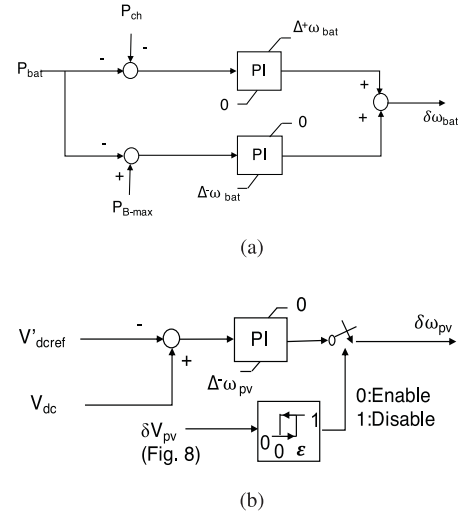 P_ch
- 
Δ⁺ω_bat
P_bat
-
PI
0
+
+
δω_bat
-
+
P_B-max
0
PI
Δ⁻ω_bat
(a)
V'_dcref
-
+
V_dc
0
PI
Δ⁻ω_pv
δω_pv
0:Enable
1:Disable
δV_pv
(Fig. 8)
0
1
0
ε
(b)